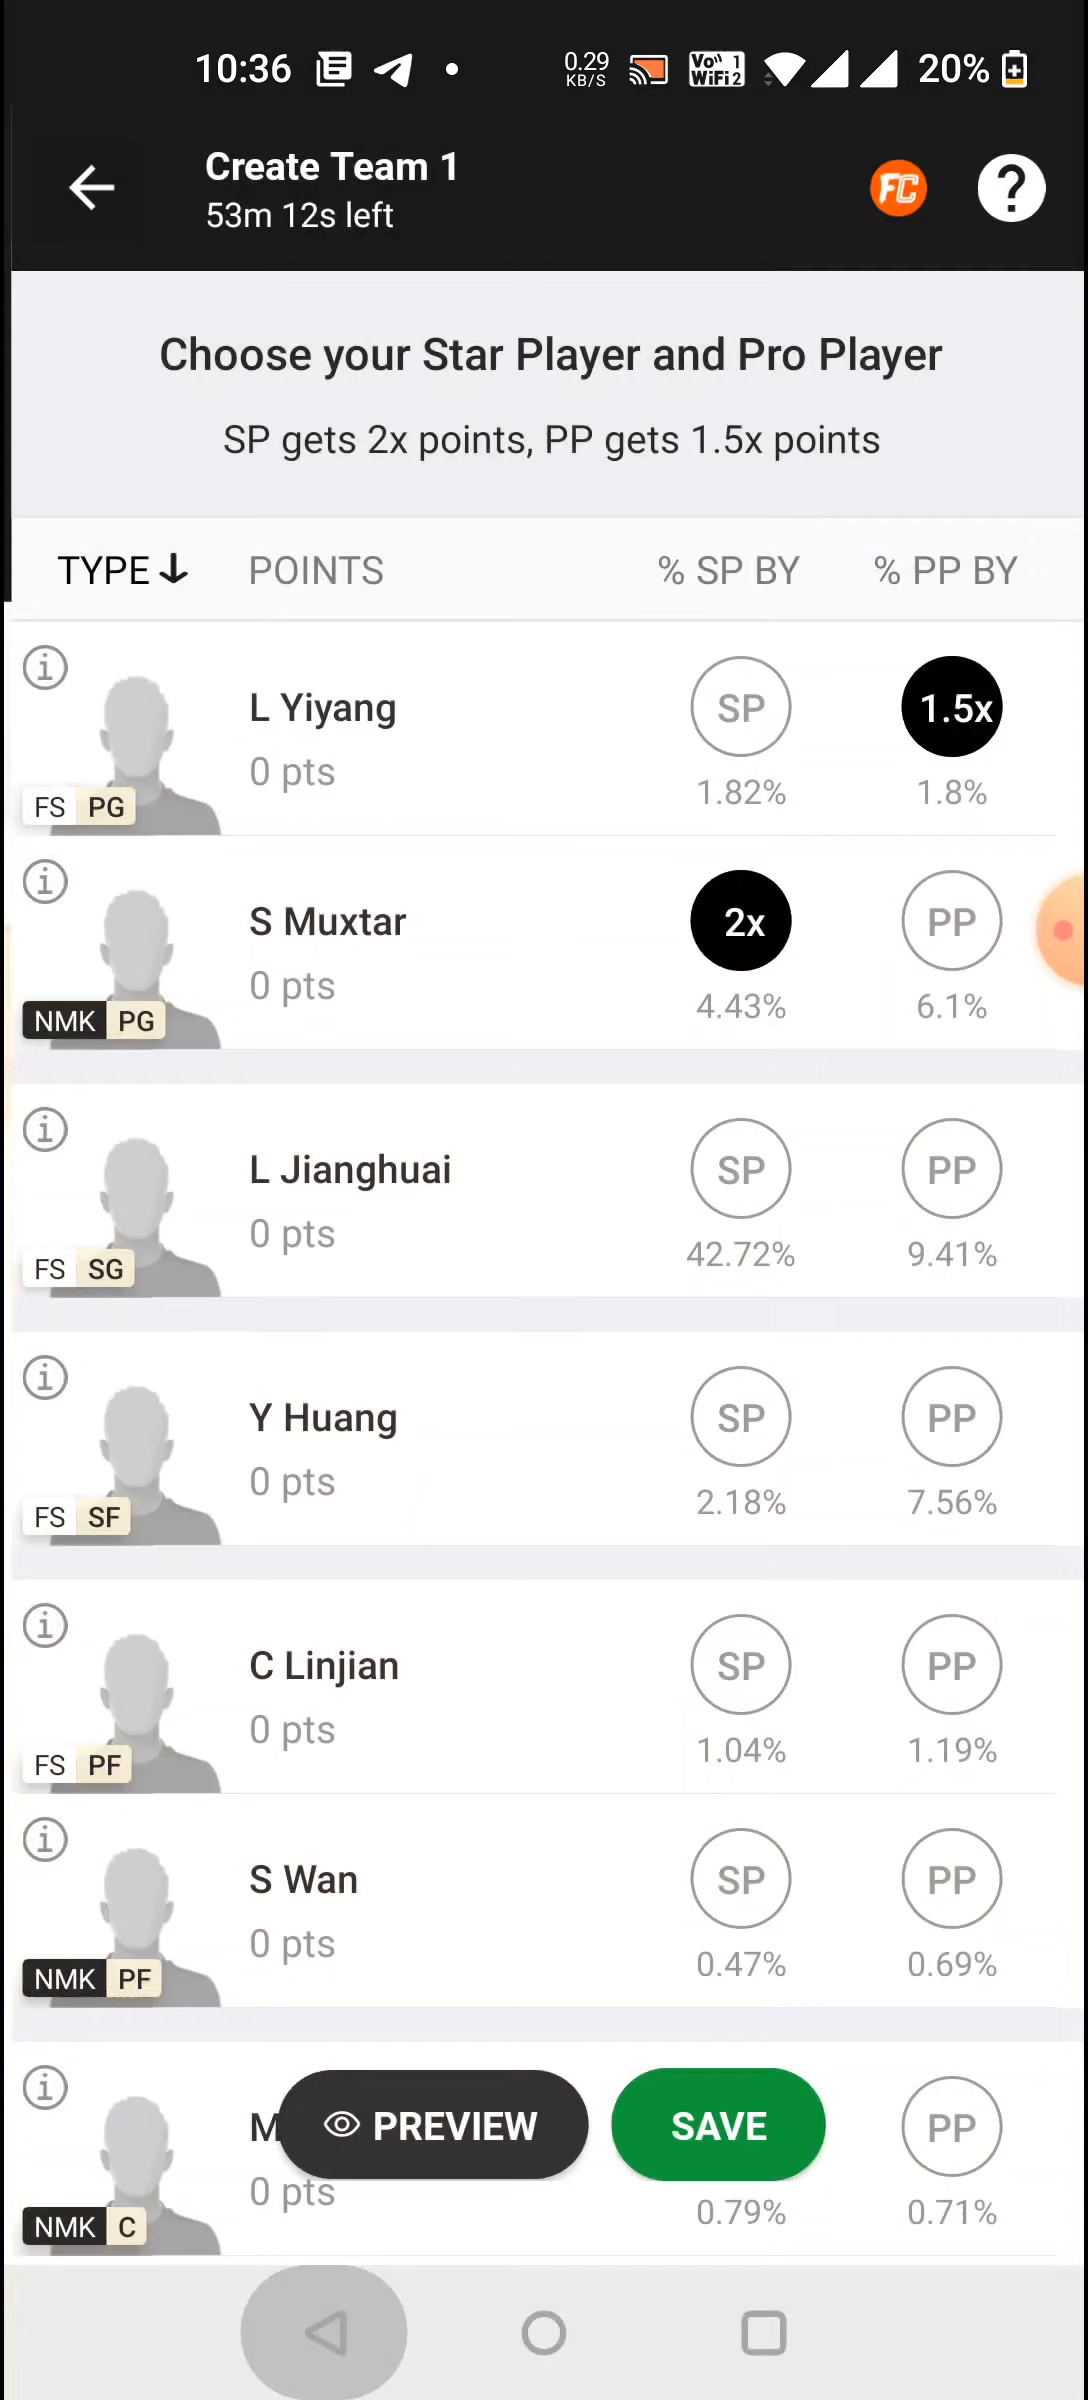 10:36
0.29
KB/S
Vo 1
WiFi 2
20%
Create Team 1
53m 12s left
FC
?
Choose your Star Player and Pro Player
SP gets 2x points, PP gets 1.5x points
TYPE POINTS % SP BY % PP BY
L Yiyang
0 pts
FS PG
SP
1.82%
1.5x
1.8%
S Muxtar
0 pts
NMK PG
2x
4.43%
PP
6.1%
L Jianghuai
0 pts
FS SG
SP
42.72%
PP
9.41%
Y Huang
0 pts
FS SF
SP
2.18%
PP
7.56%
C Linjian
0 pts
FS PF
SP
1.04%
PP
1.19%
S Wan
0 pts
NMK PF
SP
0.47%
PP
0.69%
PREVIEW
SAVE
0 pts
NMK C
0.79%
PP
0.71%